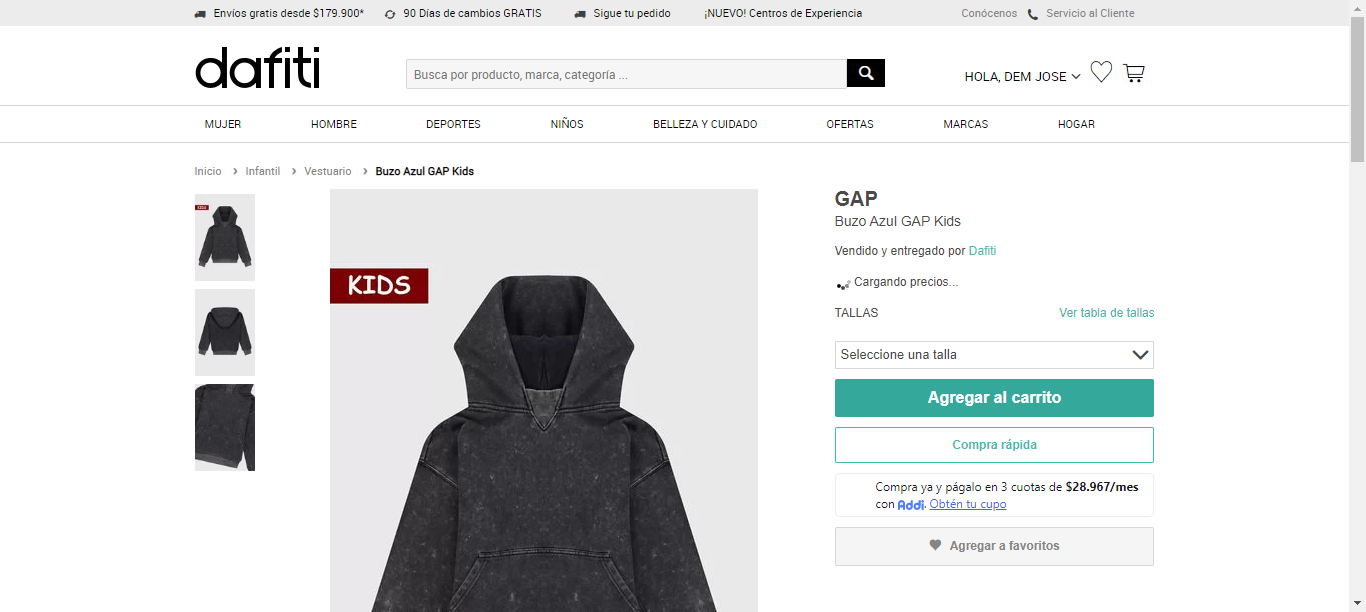 Envíos gratis desde $179.900*
90 Días de cambios GRATIS
Sigue tu pedido
¡NUEVO! Centros de Experiencia
Conócenos
Servicio al Cliente
dafiti
Busca por producto, marca, categoría ...
HOLA, DEM JOSE
MUJER
HOMBRE
DEPORTES
NIÑOS
BELLEZA Y CUIDADO
OFERTAS
MARCAS
HOGAR
Inicio > Infantil > Vestuario > Buzo Azul GAP Kids
KIDS
KIDS
GAP
Buzo Azul GAP Kids
Vendido y entregado por Dafiti
Cargando precios...
TALLAS
Ver tabla de tallas
Seleccione una talla
Agregar al carrito
Compra rápida
Compra ya y págalo en 3 cuotas de $28.967/mes
con Addi. Obtén tu cupo
Agregar a favoritos